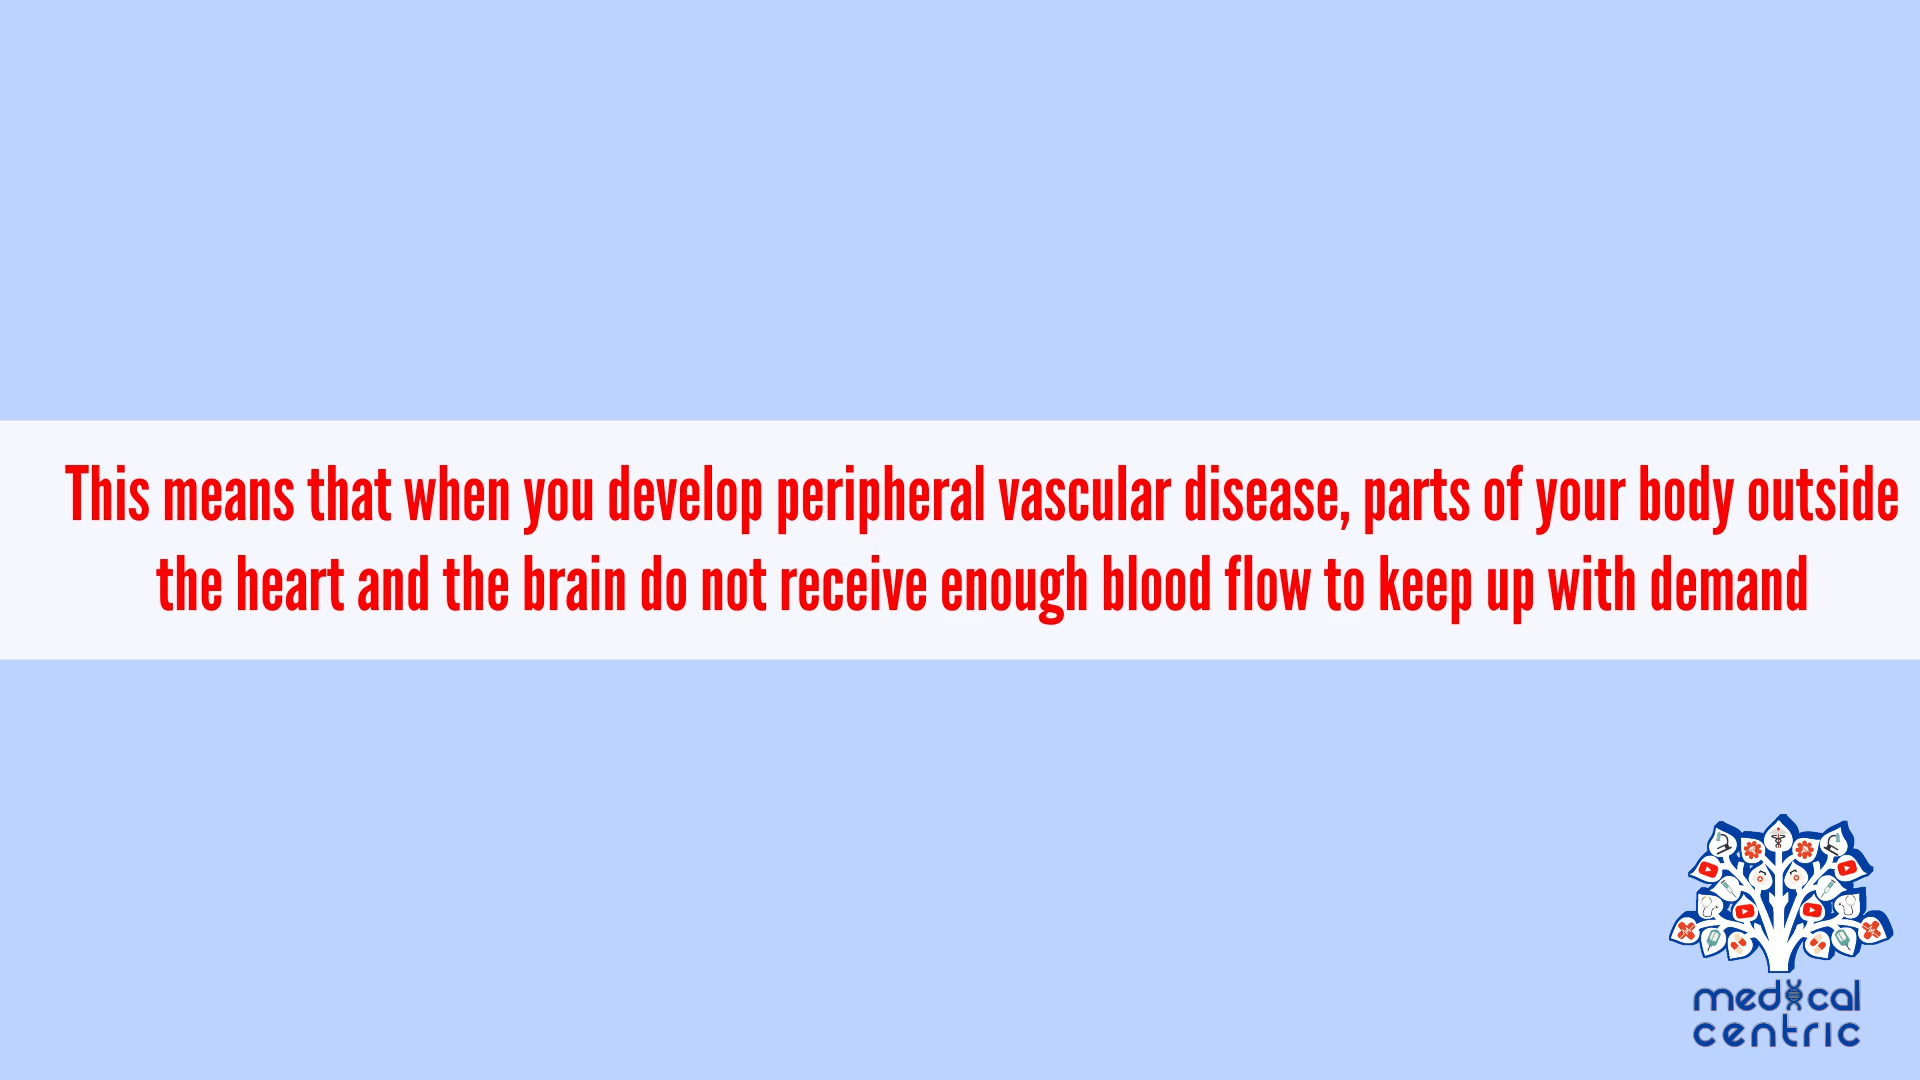 This means that when you develop peripheral vascular disease, parts of your body outside
the heart and the brain do not receive enough blood flow to keep up with demand
medical
centric